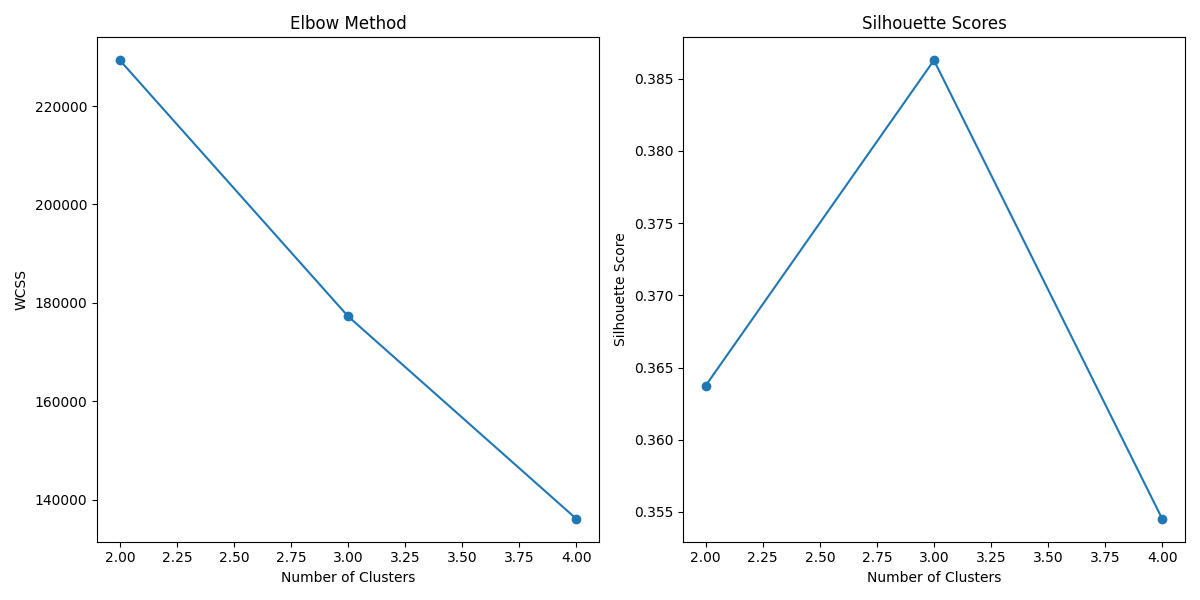 Elbow Method
WCSS
220000
200000
180000
160000
140000
2.00 2.25 2.50 2.75 3.00 3.25 3.50 3.75 4.00
Number of Clusters
Silhouette Scores
Silhouette Score
0.385
0.380
0.375
0.370
0.365
0.360
0.355
2.00 2.25 2.50 2.75 3.00 3.25 3.50 3.75 4.00
Number of Clusters